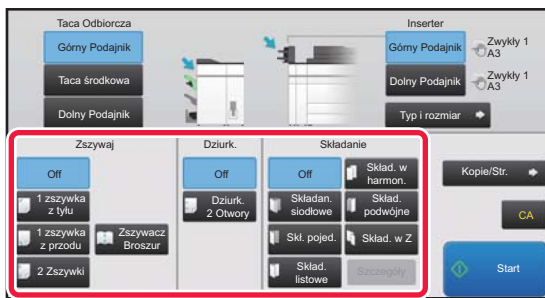 Taca Odbiorcza
Inserter
Górny Podajnik
Taca środkowa
Dolny Podajnik
Górny Podajnik
Zwykły 1
A3
Dolny Podajnik
Zwykły 1
A3
Typ i rozmiar
Zszywaj
Dziurk.
Składanie
Off
1 zszywka
z tyłu
1 zszywka
z przodu
Zszywacz
Broszur
2 Zszywki
Off
Dziurk.
2 Otwory
Off
Skład. w
harmon.
Składan.
siodłowe
Skład.
podwójne
Skł. pojed.
Skład. w Z
Skład.
listowe
Szczegóły
Kopie/Str.
CA
Start